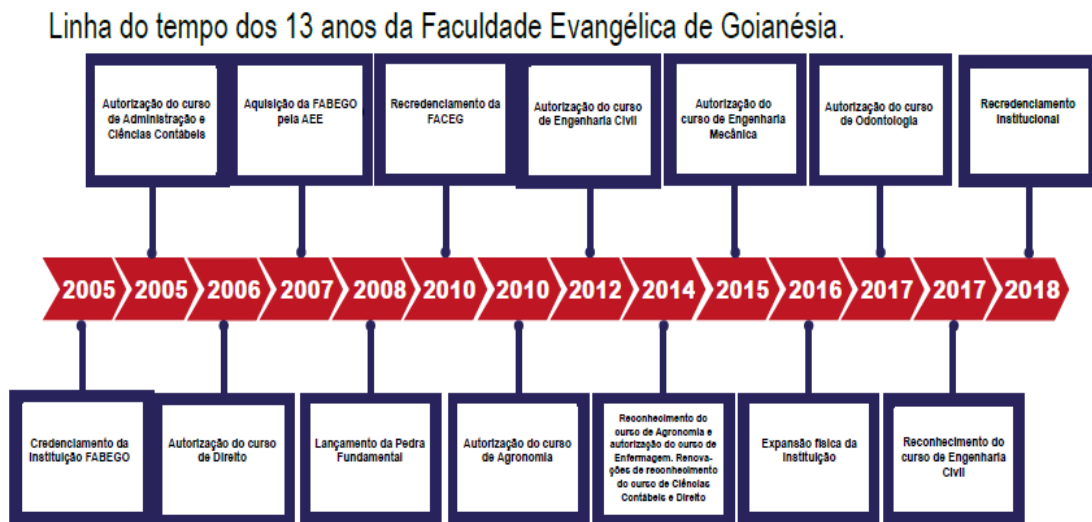 Linha do tempo dos 13 anos da Faculdade Evangélica de Goianésia.
Autorização do curso
de Administração e
Ciências Contábeis
Aquisição da FABEGO
pela AEE
Recredenciamento da
FACEG
Autorização do curso
de Engenharia Civil
Autorização do
curso de Engenharia
Mecânica
Autorização do curso
de Odontologia
Recredenciamento
Institucional
2005
2005
2006
2007
2008
2010
2010
2012
2014
2015
2016
2017
2017
2018
Credenciamento da
Instituição FABEGO
Autorização do curso
de Direito
Lançamento da Pedra
Fundamental
Autorização do curso
de Agronomia
Reconhecimento do
curso de Agronomia e
autorização do curso de
Enfermagem. Renova-
ções de reconhecimento
do curso de Ciências
Contábeis e Direito
Expansão física da
Instituição
Reconhecimento do
curso de Engenharia
Civil